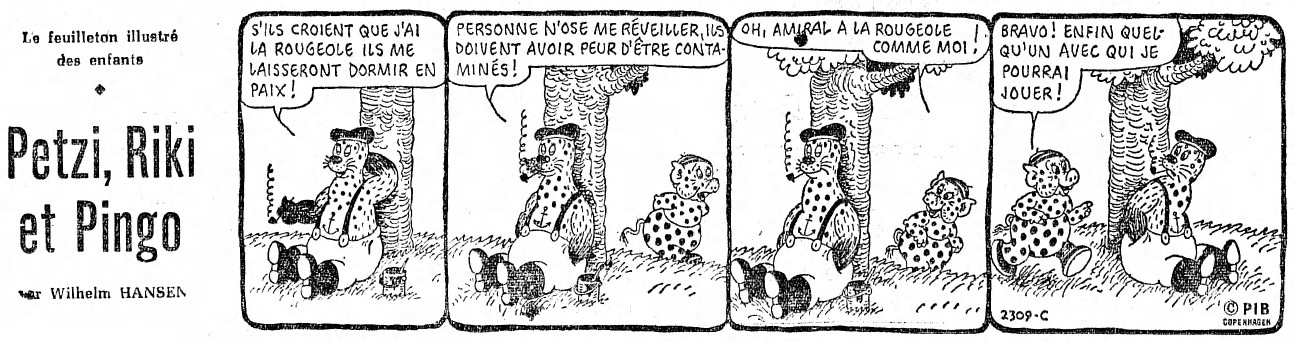 Le feuilleton illustré
des enfants
Petzi, Riki
et Pingo
par Wilhelm HANSEN
S'ILS CROIENT QUE J'AI
LA ROUGEOLE ILS ME
LAISSERONT DORMIR EN
PAIX!
PERSONNE N'OSE ME RÉVEILLER, ILS
DOIVENT AVOIR PEUR D'ÊTRE CONTA-
MINÉS!
OH, AMIRAL A LA ROUGEOLE
COMME MOI!
BRAVO! ENFIN QUEL-
QU'UN AVEC QUI JE
POURRAI
JOUER!
2309-C
© PIB
COPENHAGEN